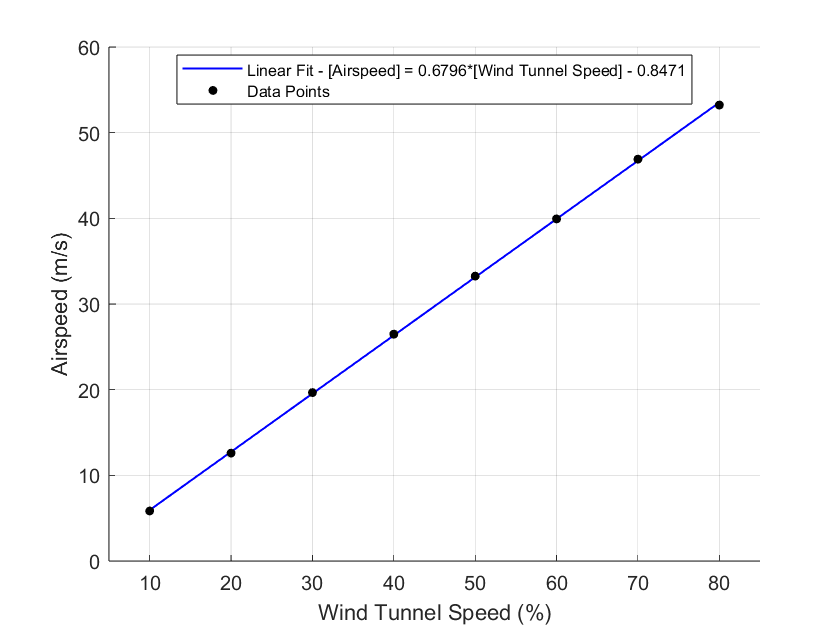 Linear Fit - [Airspeed] = 0.6796*[Wind Tunnel Speed] - 0.8471
Data Points
60
50
40
30
20
10
0
Airspeed (m/s)
10 20 30 40 50 60 70 80
Wind Tunnel Speed (%)